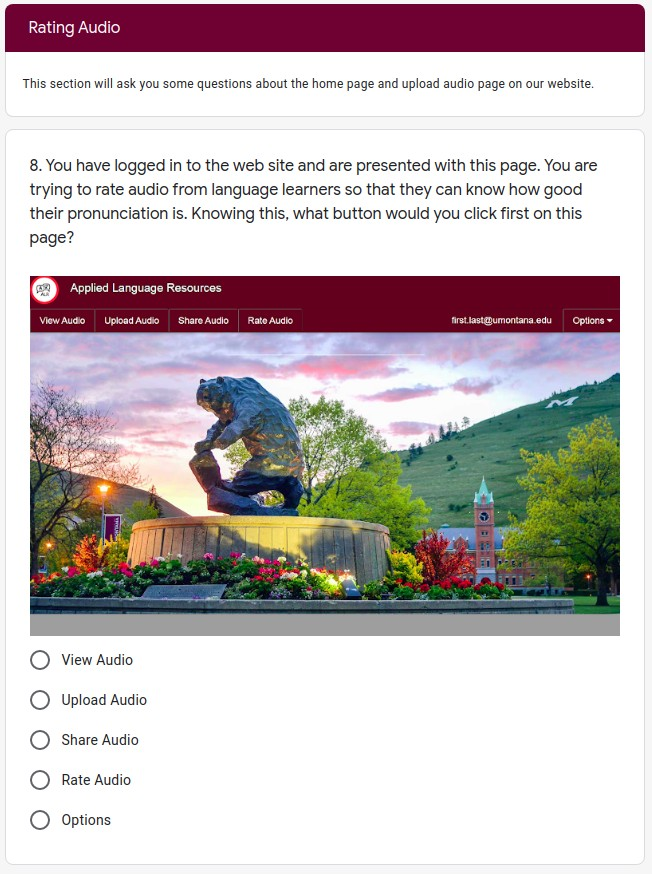 Rating Audio
This section will ask you some questions about the home page and upload audio page on our website.
8. You have logged in to the web site and are presented with this page. You are
trying to rate audio from language learners so that they can know how good
their pronunciation is. Knowing this, what button would you click first on this
page?
Applied Language Resources
View Audio Upload Audio Share Audio Rate Audio first.last@umontana.edu Options
M
View Audio
Upload Audio
Share Audio
Rate Audio
Options